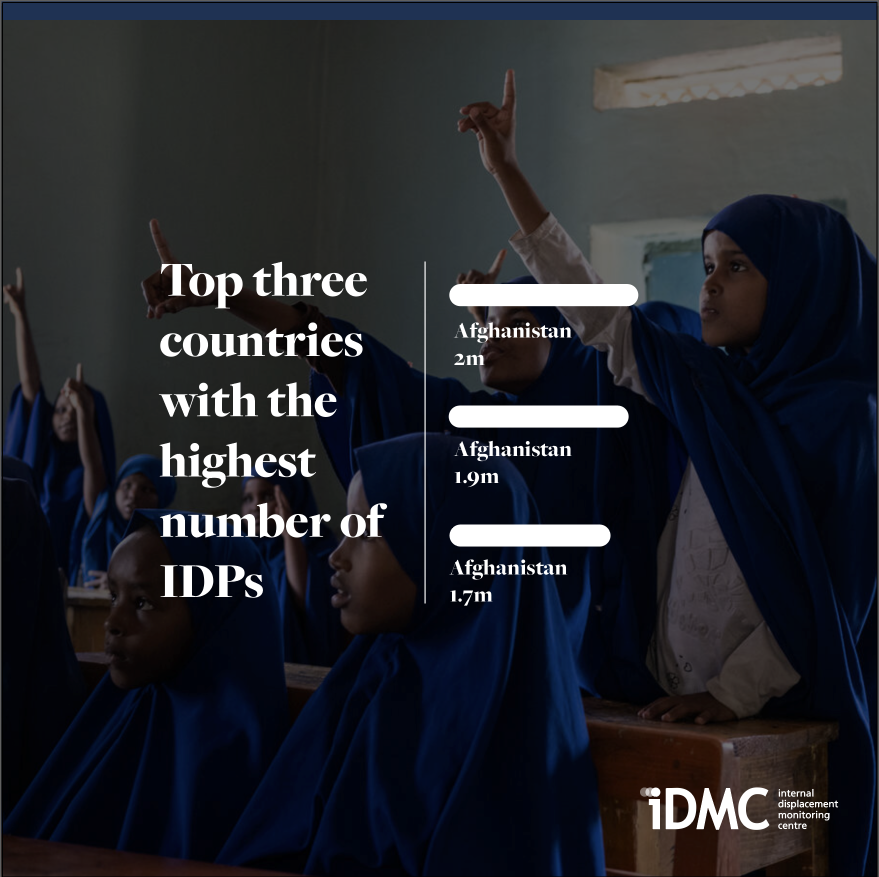 Top three
countries
with the
highest
number of
IDPs
Afghanistan
2m
Afghanistan
1.9m
Afghanistan
1.7m
iDMC
internal
displacement
monitoring
centre